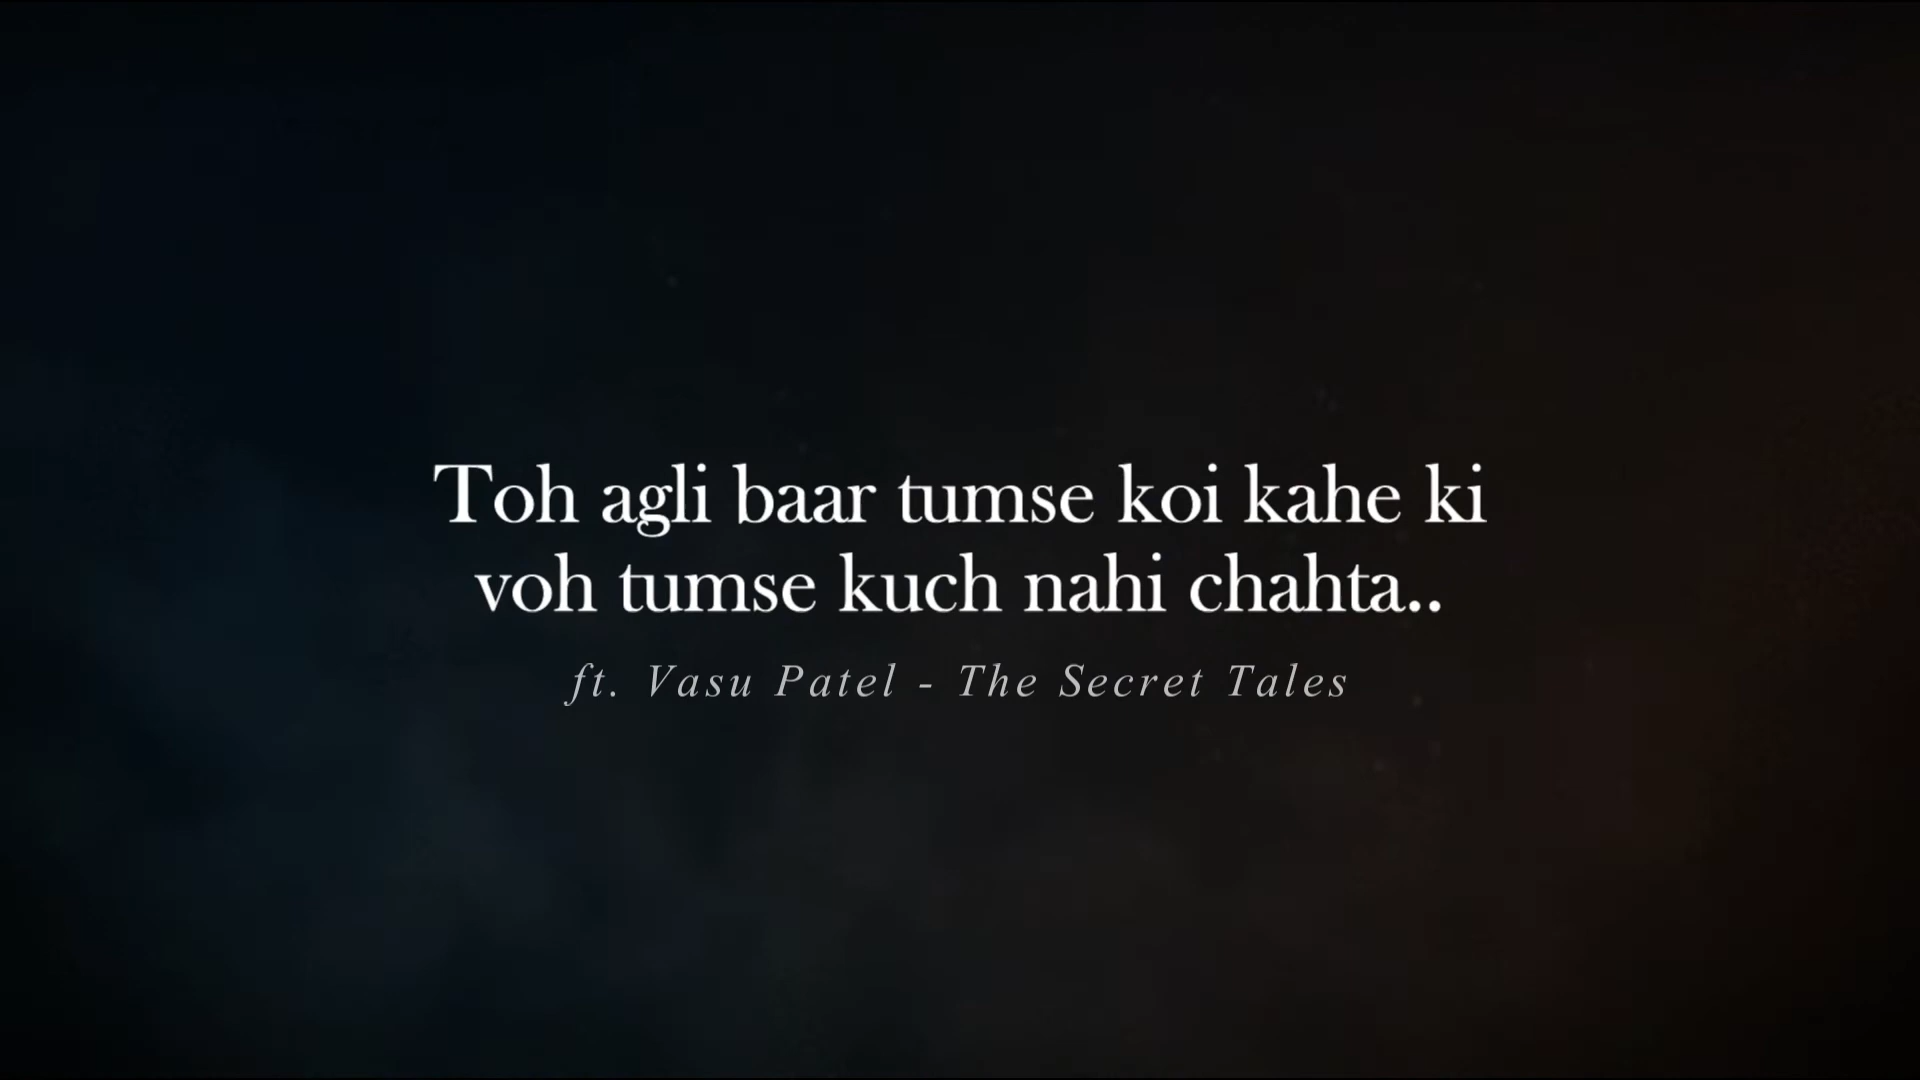 Toh agli baar tumse koi kahe ki
voh tumse kuch nahi chahta..
ft. Vasu Patel - The Secret Tales